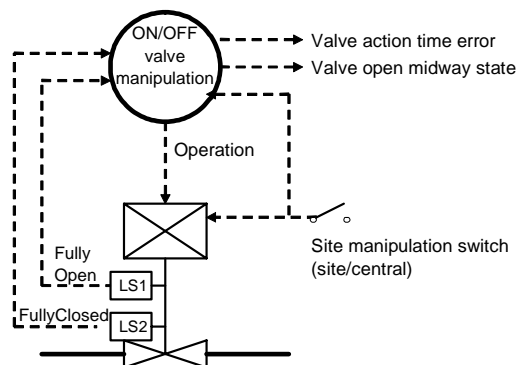 ON/OFF
valve
manipulation
Valve action time error
Valve open midway state
Operation
Site manipulation switch
(site/central)
Fully
Open
LS1
FullyClosed
LS2